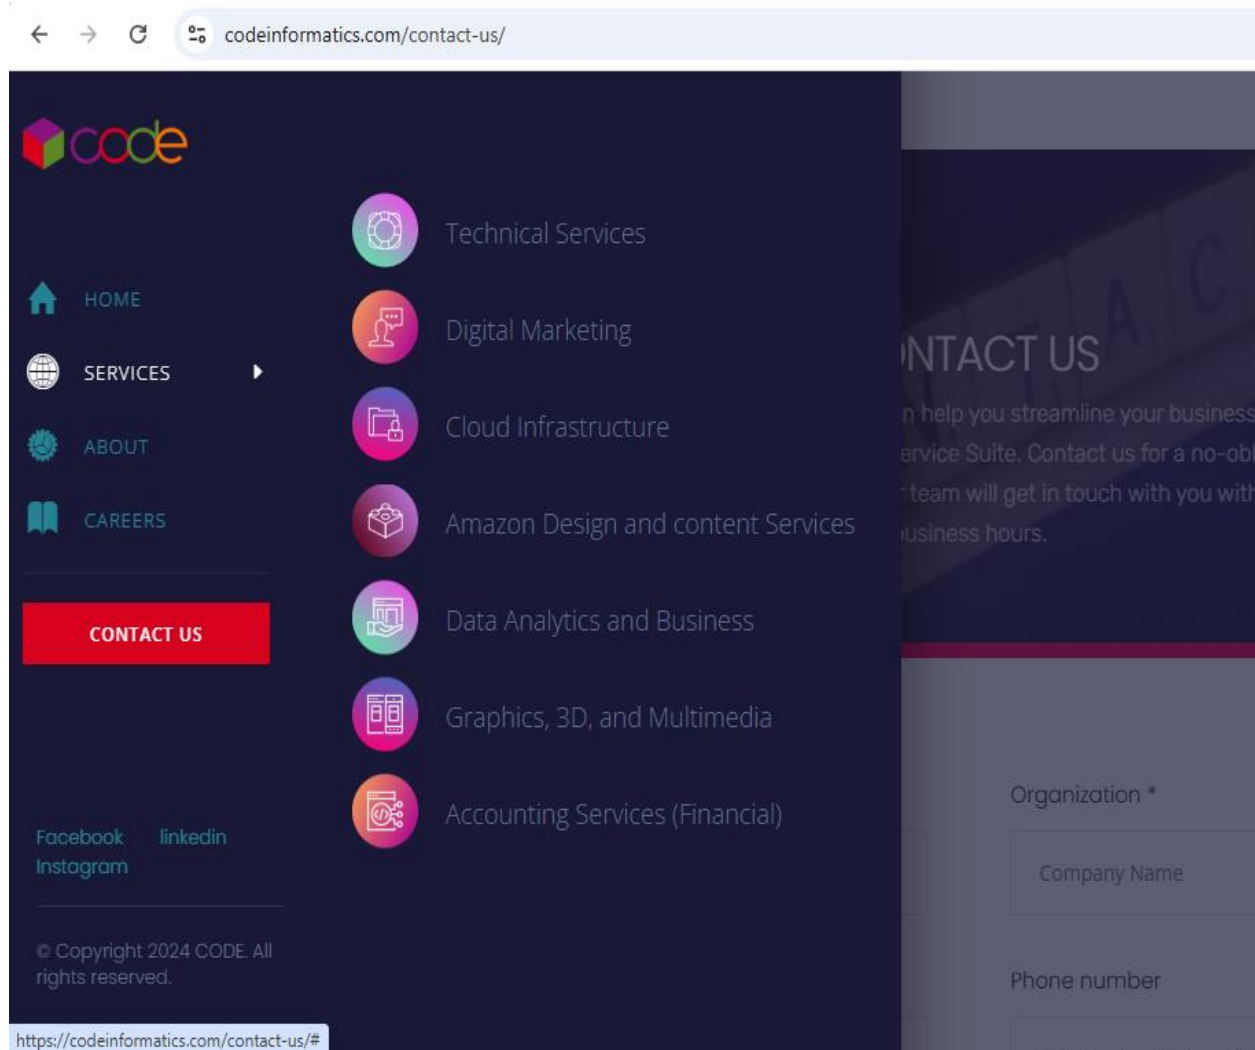 codeinformatics.com/contact-us/
code
HOME
SERVICES
ABOUT
CAREERS
CONTACT US
Facebook linkedin
Instagram
© Copyright 2024 CODE. All
rights reserved.
https://codeinformatics.com/contact-us/#
Technical Services
Digital Marketing
Cloud Infrastructure
Amazon Design and content Services
Data Analytics and Business
Graphics, 3D, and Multimedia
Accounting Services (Financial)
T A C
NTACT US
help you streamline your business
Suite. Contact us for a no-obl
team will get in touch with you with
hours.
Organization *
Company Name
Phone number